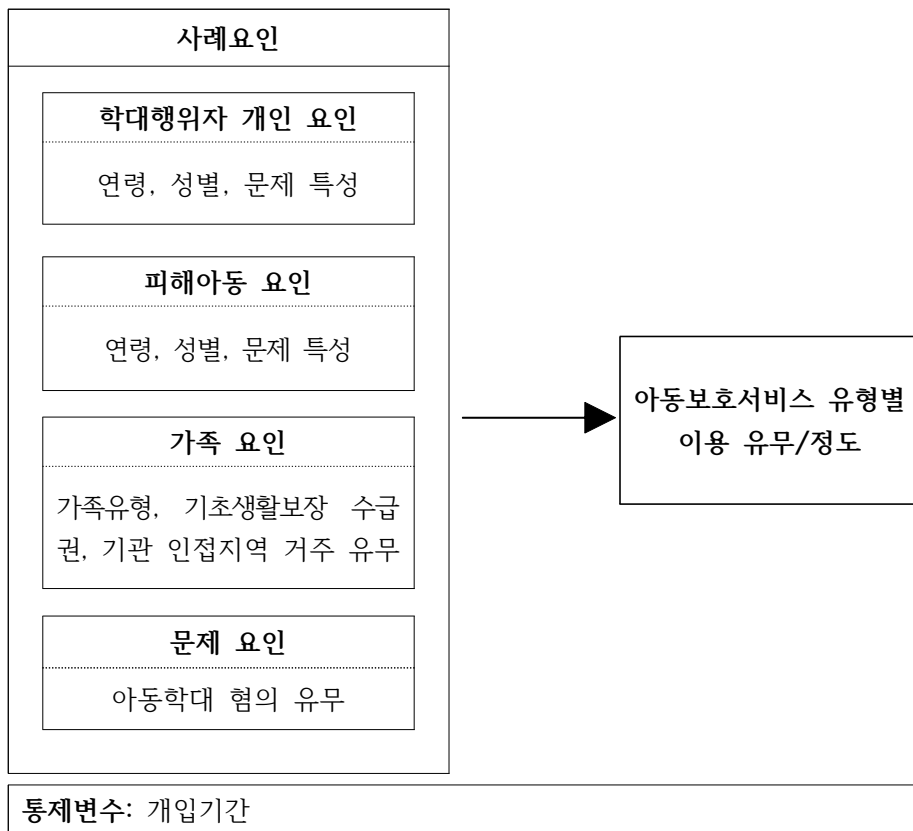 사례요인
학대행위자 개인 요인
연령, 성별, 문제 특성
피해아동 요인
연령, 성별, 문제 특성
가족 요인
가족유형, 기초생활보장 수급
권, 기관 인접지역 거주 유무
문제 요인
아동학대 혐의 유무
아동보호서비스 유형별
이용 유무/정도
통제변수: 개입기간